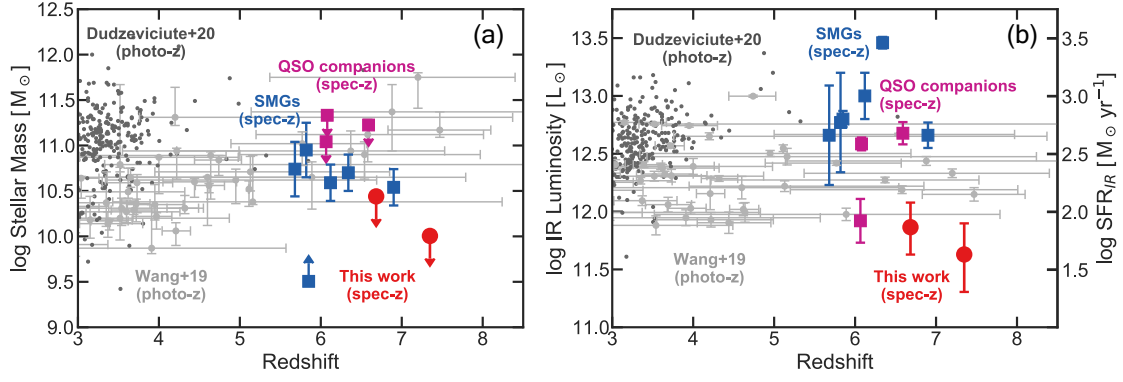 (a)
Dudzeviciute+20
(photo-z)
QSO companions
(spec-z)
SMGs
(spec-z)
Wang+19
(photo-z)
This work
(spec-z)
log Stellar Mass [M⊙]
12.5
12.0
11.5
11.0
10.5
10.0
9.5
9.0
3 4 5 6 7 8
Redshift
(b)
Dudzeviciute+20
(photo-z)
SMGs
(spec-z)
QSO companions
(spec-z)
Wang+19
(photo-z)
This work
(spec-z)
log IR Luminosity [L⊙]
13.5
13.0
12.5
12.0
11.5
11.0
3 4 5 6 7 8
Redshift
3.5
3.0
2.5
2.0
1.5
log SFR_IR [M⊙ yr⁻¹]